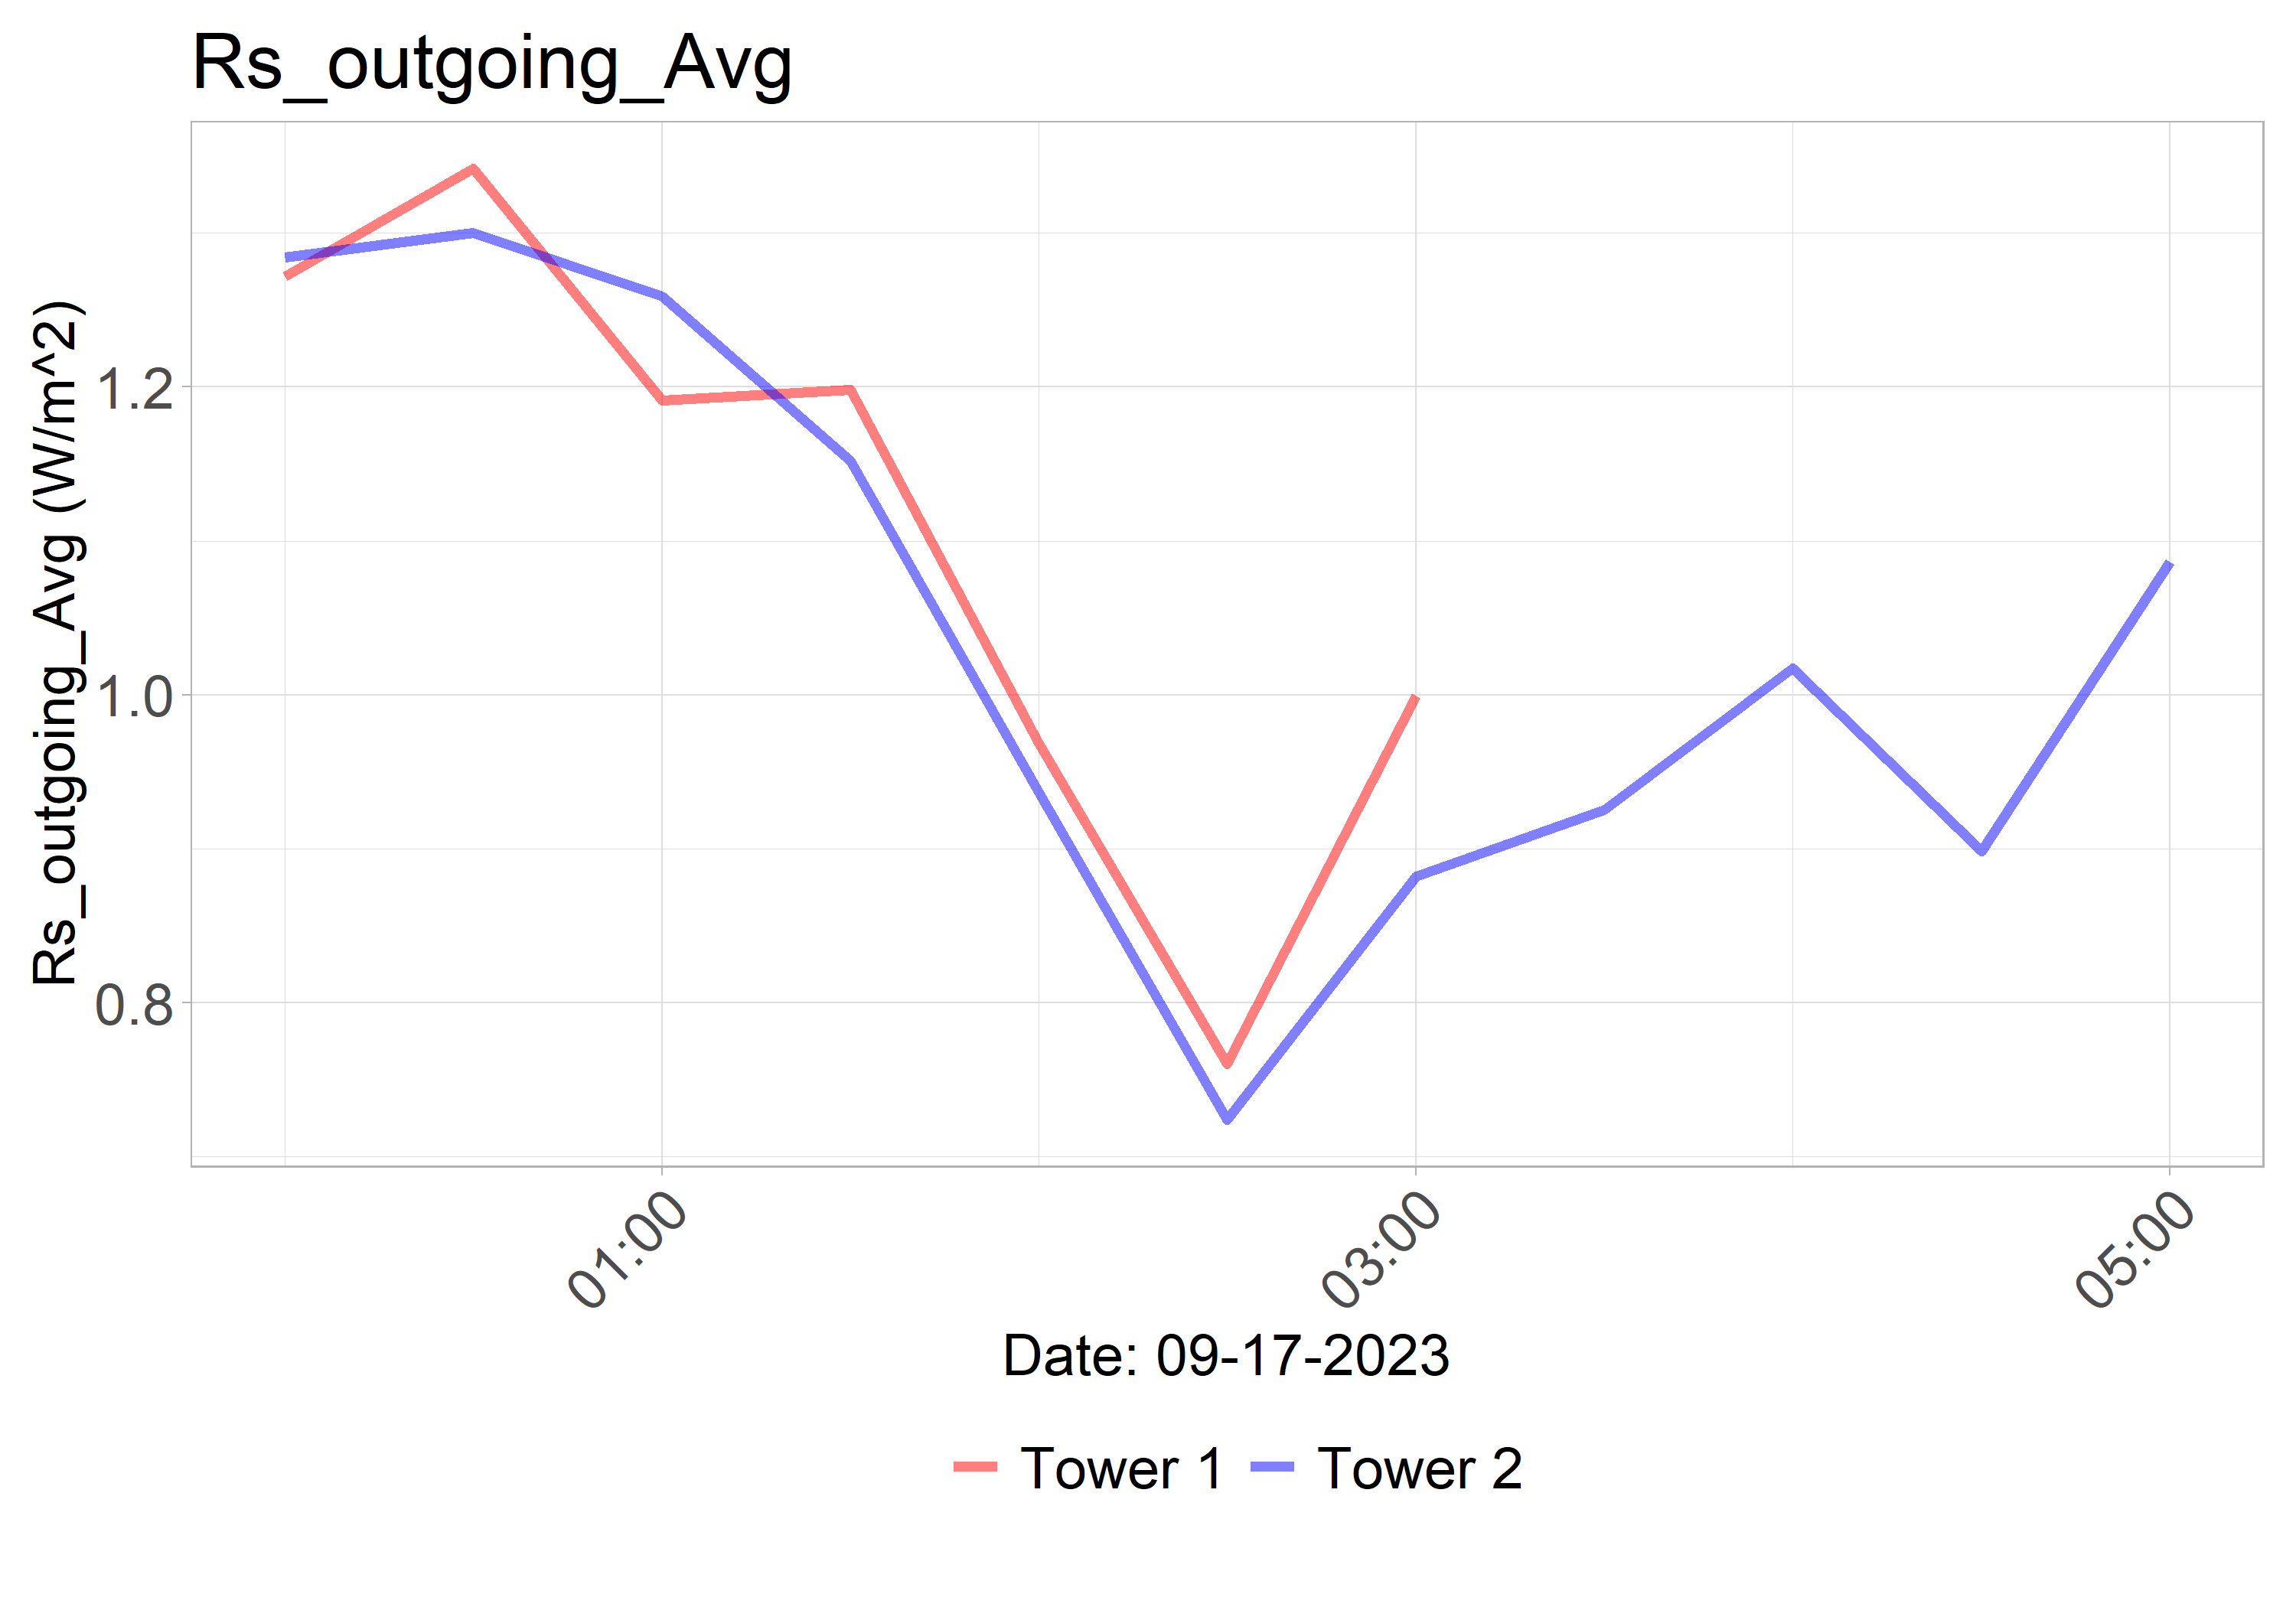 Rs_outgoing_Avg
Rs_outgoing_Avg (W/m^2)
1.2
1.0
0.8
01:00
03:00
05:00
Date: 09-17-2023
Tower 1
Tower 2